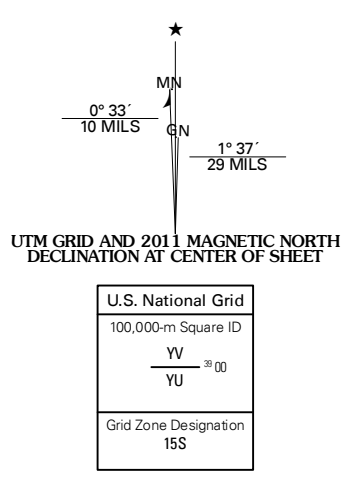 ★
MN
0° 33´
10 MILS
GN
1° 37´
29 MILS
UTM GRID AND 2011 MAGNETIC NORTH
DECLINATION AT CENTER OF SHEET
U.S. National Grid
100,000-m Square ID
YV
39 00
YU
Grid Zone Designation
15S